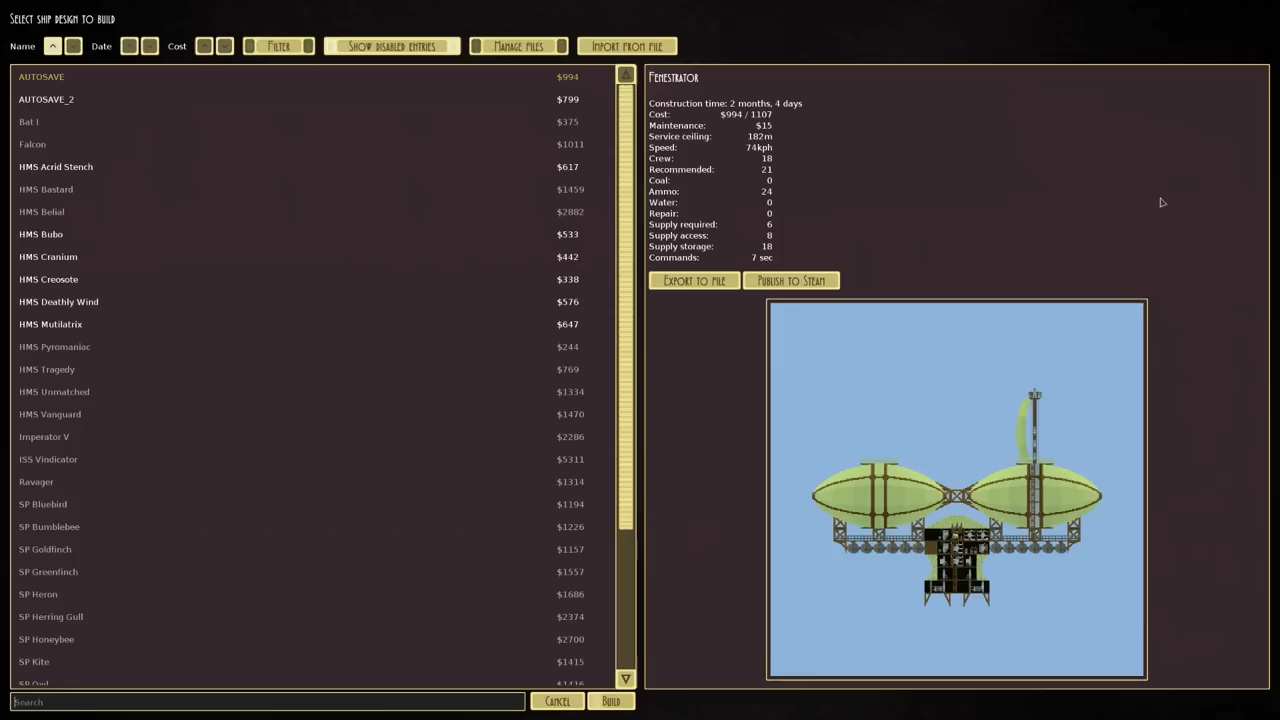 Select ship design to build
Name Date Cost Filter Show disabled entries Manage files Import from file
AUTOSAVE $994
AUTOSAVE_2 $799
Bat I $375
Falcon $1011
HMS Acrid Stench $617
HMS Bastard $1459
HMS Belial $2882
HMS Bubo $533
HMS Cranium $442
HMS Creosote $338
HMS Deathly Wind $576
HMS Mutilatrix $647
HMS Pyromaniac $244
HMS Tragedy $769
HMS Unmatched $1334
HMS Vanguard $1470
Imperator V $2286
ISS Vindicator $5311
Ravager $1314
SP Bluebird $1194
SP Bumblebee $1226
SP Goldfinch $1157
SP Greenfinch $1557
SP Heron $1686
SP Herring Gull $2374
SP Honeybee $2700
SP Kite $1415
SP Owl $1416
Search Cancel Build
Fenestrator
Construction time: 2 months, 4 days
Cost: $994 / 1107
Maintenance: $15
Service ceiling: 182m
Speed: 74kph
Crew: 18
Recommended: 21
Coal: 0
Ammo: 24
Water: 0
Repair: 0
Supply required: 6
Supply access: 8
Supply storage: 18
Commands: 7 sec
Export to file Publish to Steam